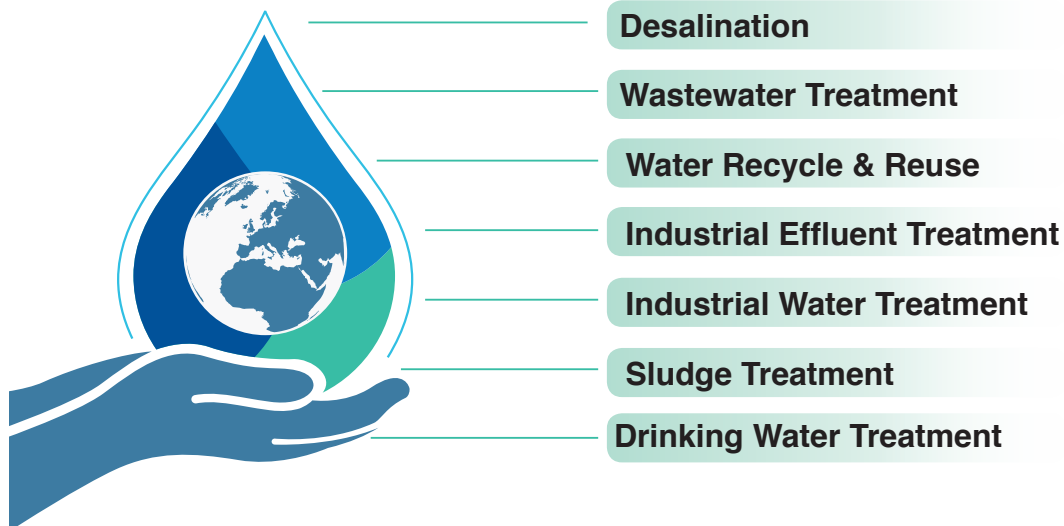 Desalination
Wastewater Treatment
Water Recycle & Reuse
Industrial Effluent Treatment
Industrial Water Treatment
Sludge Treatment
Drinking Water Treatment